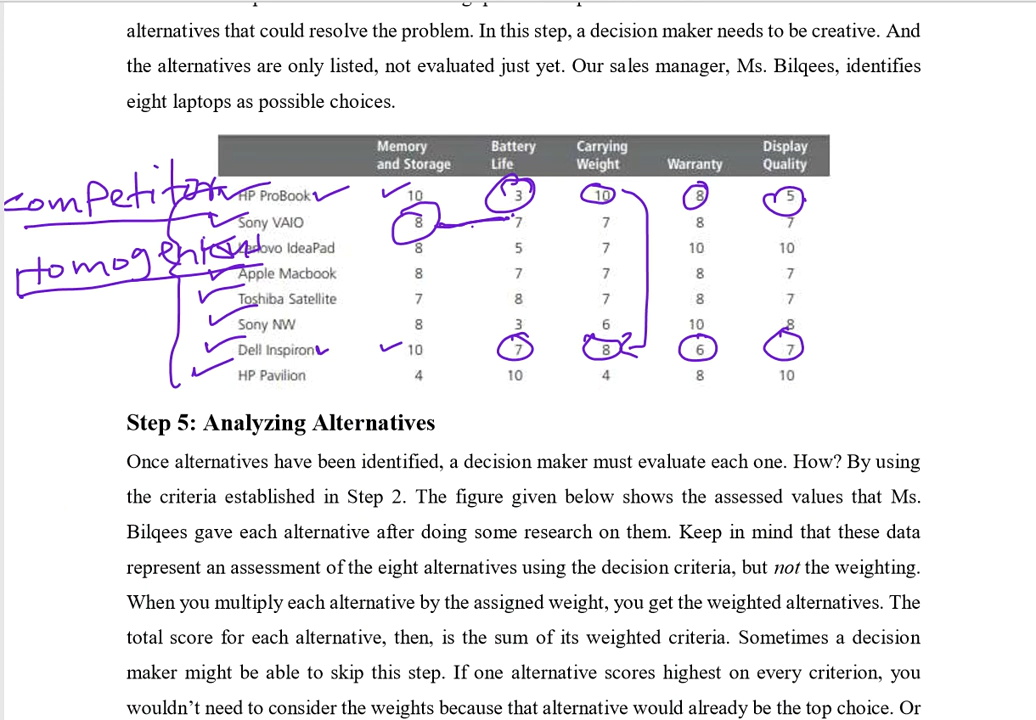 alternatives that could resolve the problem. In this step, a decision maker needs to be creative. And
the alternatives are only listed, not evaluated just yet. Our sales manager, Ms. Bilqees, identifies
eight laptops as possible choices.
Memory and Storage Battery Life Carrying Weight Warranty Display Quality
Competitor
HP ProBook 10 3 10 8 5
Sony VAIO 8 7 7 8 7
Lenovo IdeaPad 8 5 7 10 10
Apple Macbook 8 7 7 8 7
Toshiba Satellite 7 8 7 8 7
Sony NW 8 3 6 10 8
Dell Inspiron 10 7 8 6 7
HP Pavilion 4 10 4 8 10
Step 5: Analyzing Alternatives
Once alternatives have been identified, a decision maker must evaluate each one. How? By using
the criteria established in Step 2. The figure given below shows the assessed values that Ms.
Bilqees gave each alternative after doing some research on them. Keep in mind that these data
represent an assessment of the eight alternatives using the decision criteria, but not the weighting.
When you multiply each alternative by the assigned weight, you get the weighted alternatives. The
total score for each alternative, then, is the sum of its weighted criteria. Sometimes a decision
maker might be able to skip this step. If one alternative scores highest on every criterion, you
wouldn’t need to consider the weights because that alternative would already be the top choice. Or